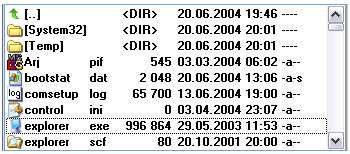 [..] <DIR> 20.06.2004 19:46 ----
[System32] <DIR> 20.06.2004 20:01 ----
[Temp] <DIR> 20.06.2004 20:01 ----
Arj pif 545 03.03.2004 06:02 -a--
bootstat dat 2 048 20.06.2004 13:06 -a-s
log comsetup log 65 700 13.06.2004 19:00 -a--
control ini 0 03.04.2004 23:07 -a--
explorer exe 996 864 29.05.2003 11:53 -a--
explorer scf 80 20.10.2001 20:00 -a--